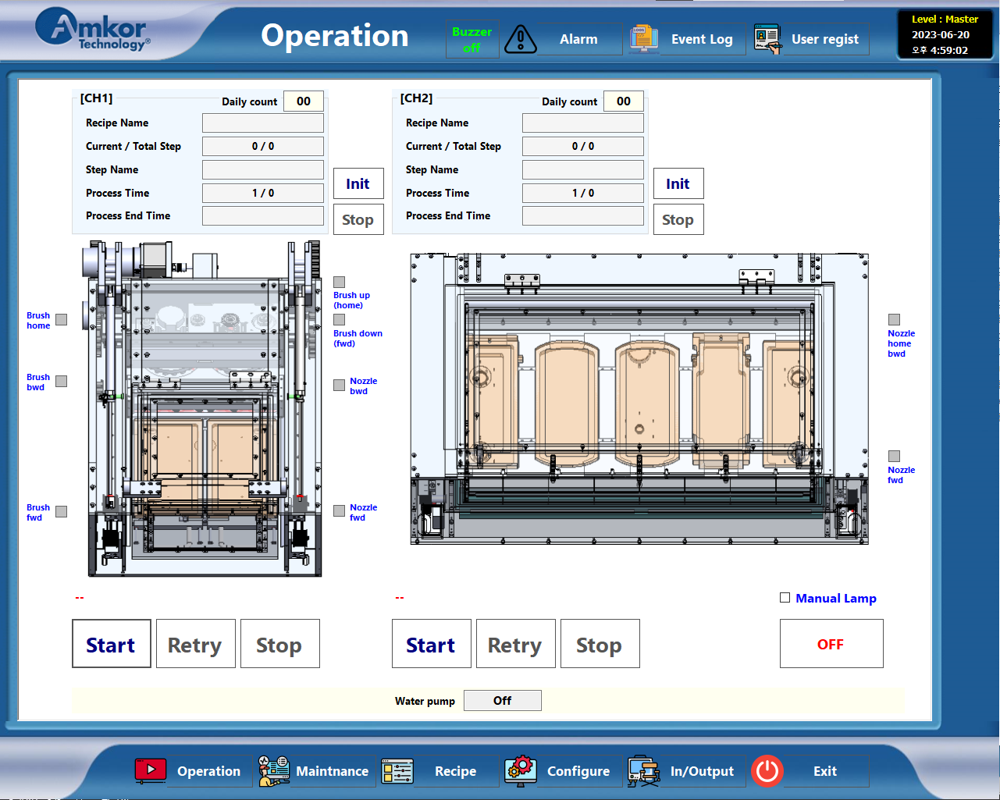 Amkor
Technology®
Operation
Buzzer
off
Alarm
Event Log
User regist
Level : Master
2023-06-20
오후 4:59:02
[CH1]
Daily count 00
Recipe Name
Current / Total Step 0 / 0
Step Name
Process Time 1 / 0
Process End Time
Init
Stop
[CH2]
Daily count 00
Recipe Name
Current / Total Step 0 / 0
Step Name
Process Time 1 / 0
Process End Time
Init
Stop
Brush
home
Brush
bwd
Brush
fwd
Brush up
(home)
Brush down
(fwd)
Nozzle
bwd
Nozzle
fwd
Nozzle
home
bwd
Nozzle
fwd
--
--
Manual Lamp
Start
Retry
Stop
Start
Retry
Stop
OFF
Water pump Off
Operation
Maintnance
Recipe
Configure
In/Output
Exit